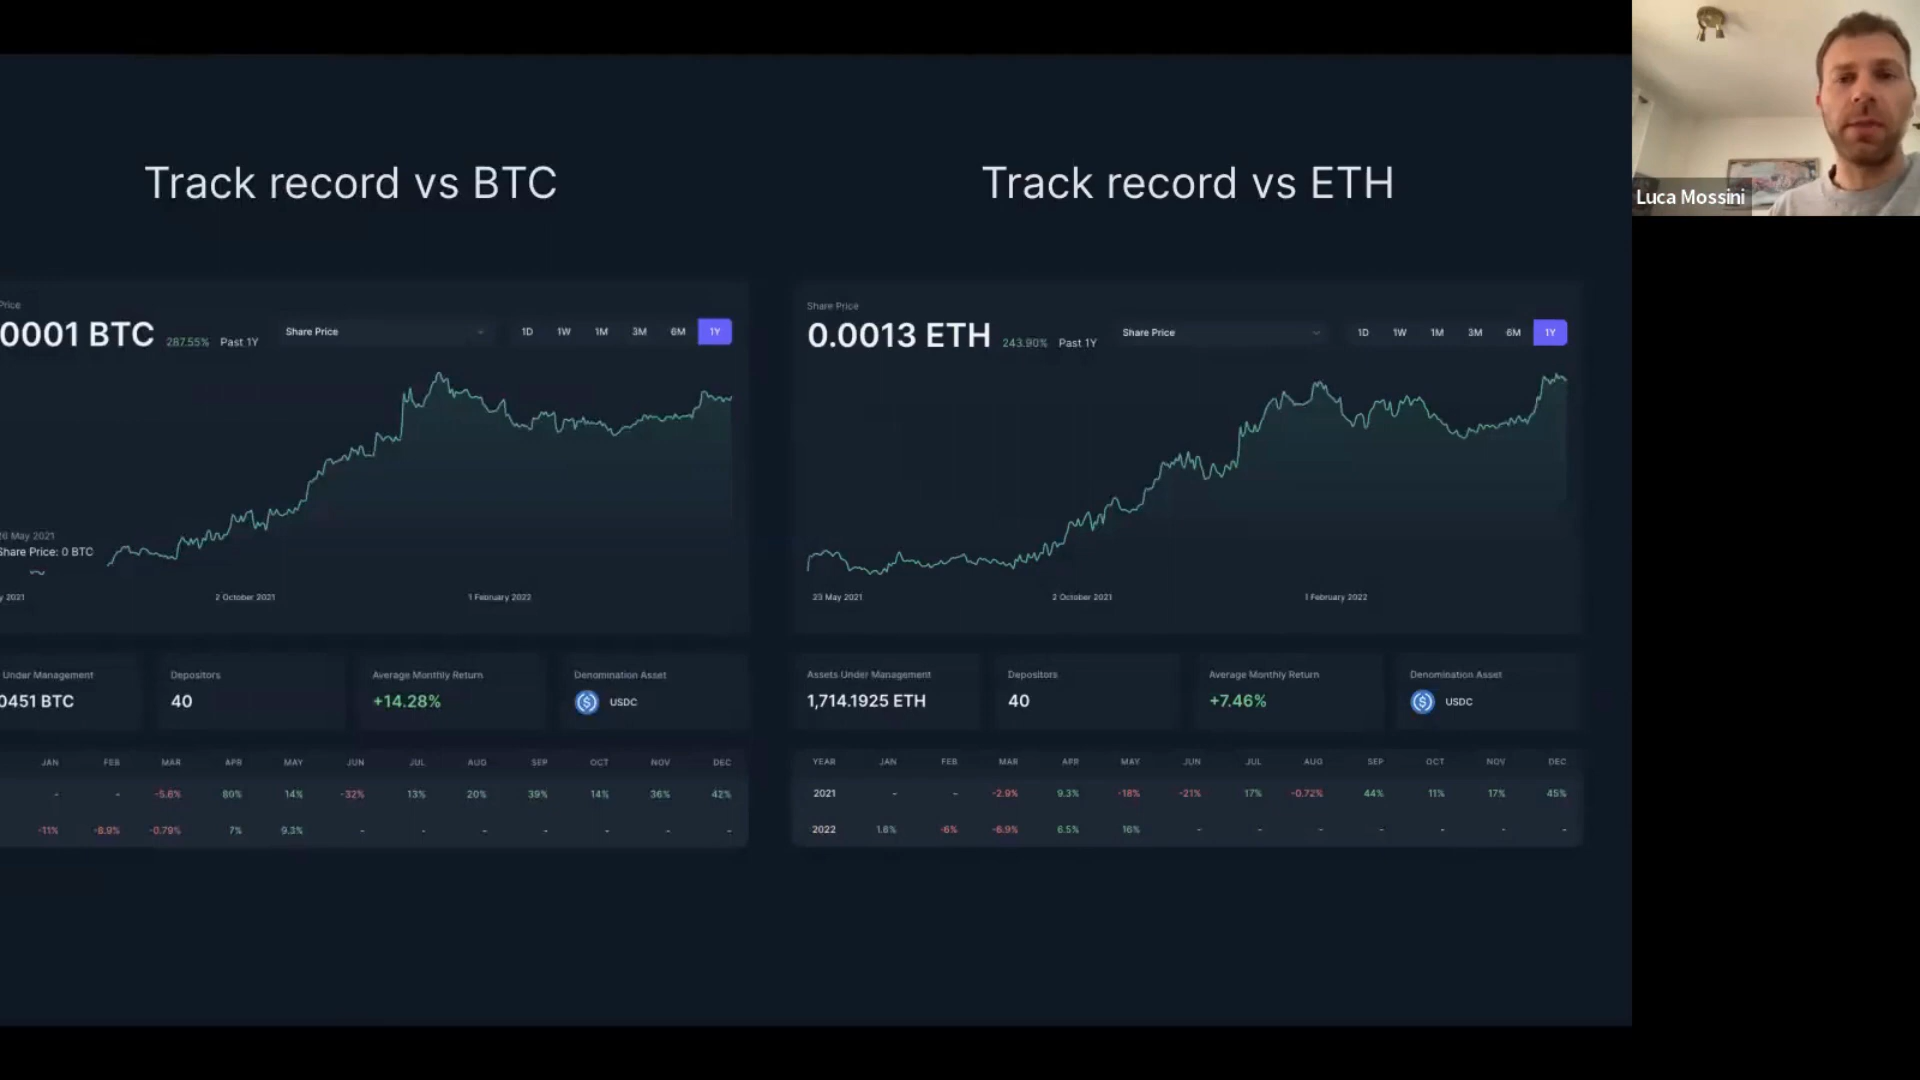 Luca Mossini
Track record vs BTC
Track record vs ETH
Price
0001 BTC 287.55% Past 1Y
Share Price
1D 1W 1M 3M 6M 1Y
26 May 2021
Share Price: 0 BTC
y 2021 2 October 2021 1 February 2022
Under Management
0451 BTC
Depositors
40
Average Monthly Return
+14.28%
Denomination Asset
USDC
JAN FEB MAR APR MAY JUN JUL AUG SEP OCT NOV DEC
- - -5.8% 80% 14% -32% 13% 20% 39% 14% 36% 42%
-11% -8.9% -0.79% 7% 9.3% - - - - - - -
Share Price
0.0013 ETH 243.90% Past 1Y
Share Price
1D 1W 1M 3M 6M 1Y
23 May 2021 2 October 2021 1 February 2022
Assets Under Management
1,714.1925 ETH
Depositors
40
Average Monthly Return
+7.46%
Denomination Asset
USDC
YEAR JAN FEB MAR APR MAY JUN JUL AUG SEP OCT NOV DEC
2021 - - -2.9% 9.3% -18% -21% 17% -0.72% 44% 11% 17% 45%
2022 1.8% -6% -6.9% 6.5% 16% - - - - - - -